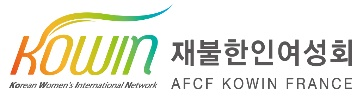 KOWIN
Korean Women's International Network
재불한인여성회
AFCF KOWIN FRANCE